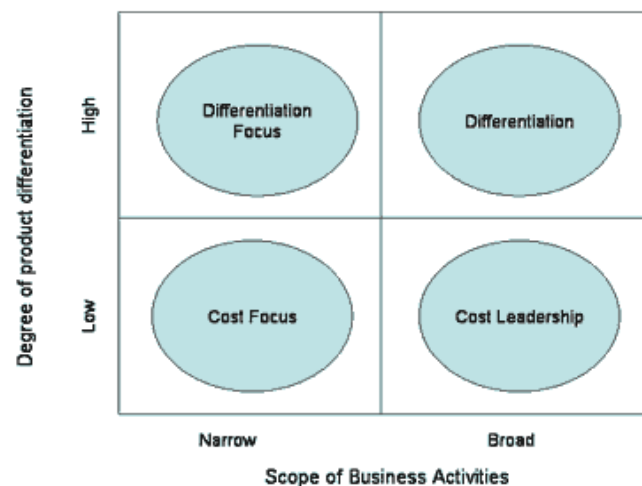 Degree of product differentiation
High
Low
Differentiation
Focus
Differentiation
Cost Focus
Cost Leadership
Narrow
Broad
Scope of Business Activities